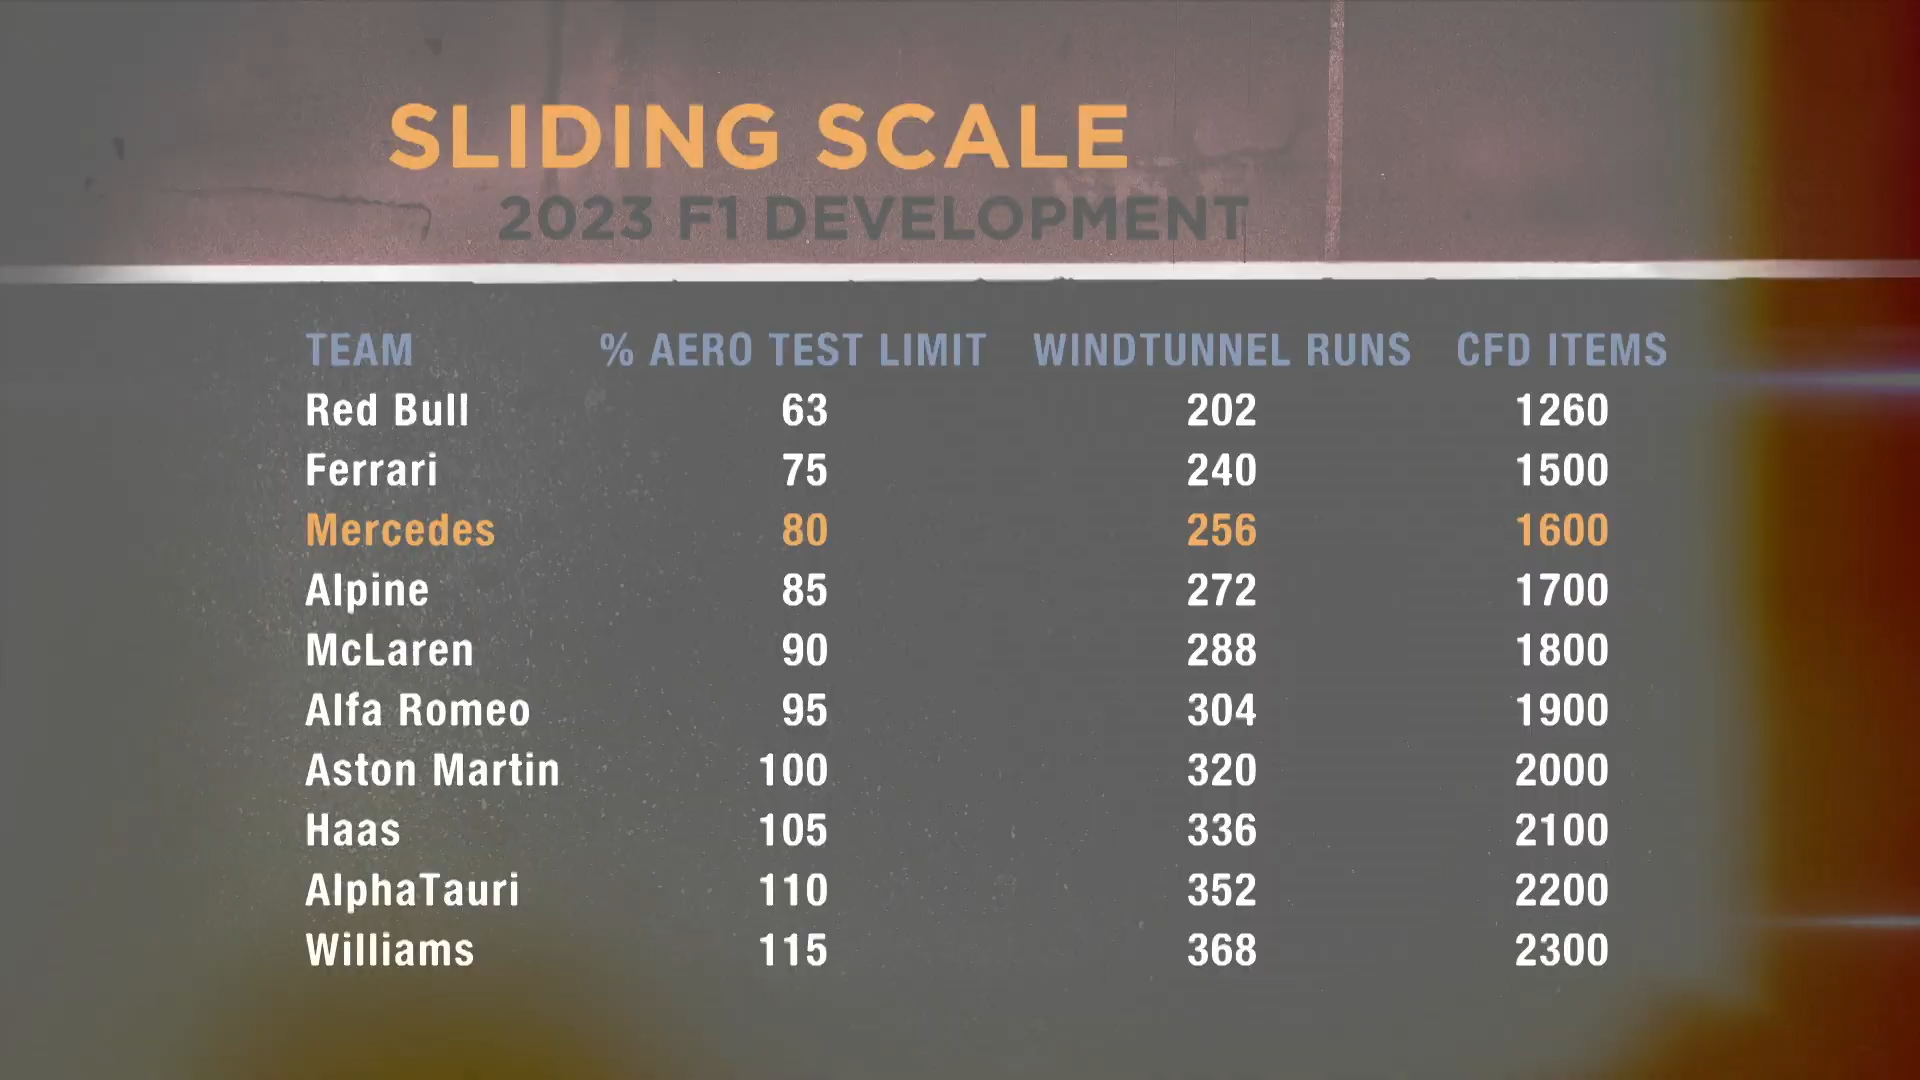 SLIDING SCALE
2023 F1 DEVELOPMENT
TEAM % AERO TEST LIMIT WINDTUNNEL RUNS CFD ITEMS
Red Bull 63 202 1260
Ferrari 75 240 1500
Mercedes 80 256 1600
Alpine 85 272 1700
McLaren 90 288 1800
Alfa Romeo 95 304 1900
Aston Martin 100 320 2000
Haas 105 336 2100
AlphaTauri 110 352 2200
Williams 115 368 2300